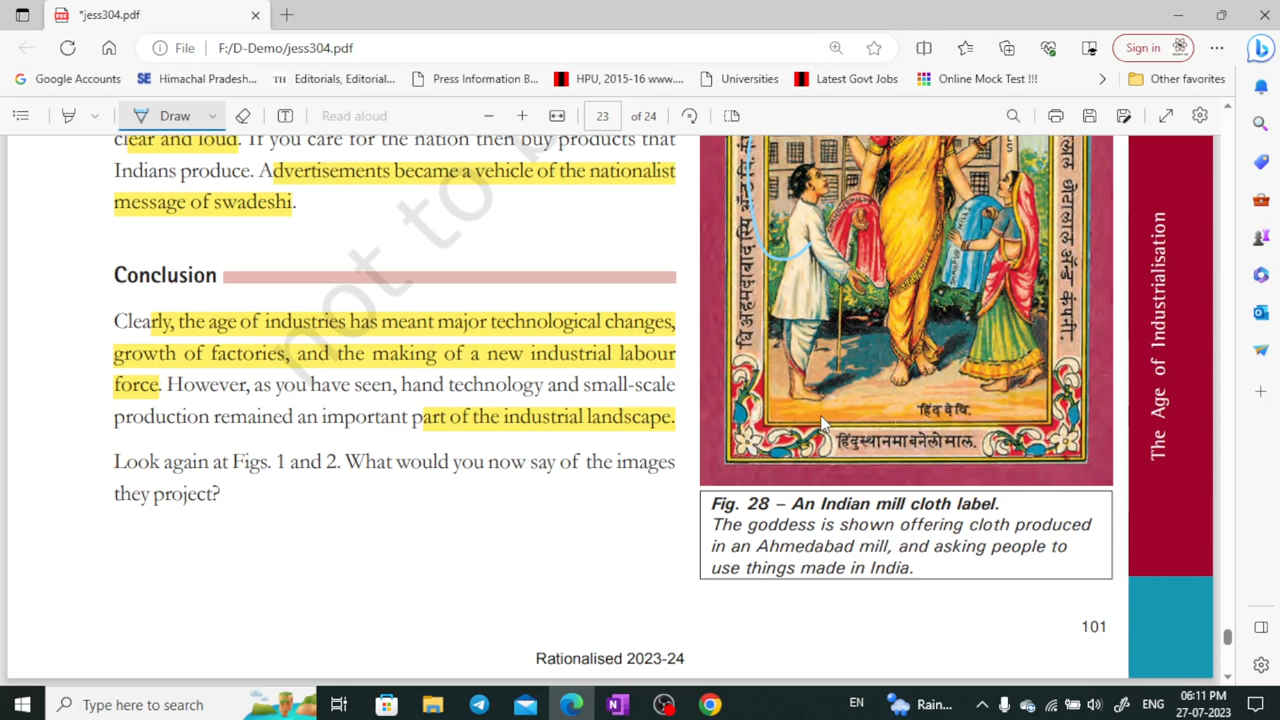 *jess304.pdf
File
F:/D-Demo/jess304.pdf
Sign in
Google Accounts
SE Himachal Pradesh...
TH Editorials, Editorial...
Press Information B...
HPU, 2015-16 www....
Universities
Latest Govt Jobs
Online Mock Test !!!
Other favorites
Draw
Read aloud
23 of 24
clear and loud. If you care for the nation then buy products that
Indians produce. Advertisements became a vehicle of the nationalist
message of swadeshi.
Conclusion
Clearly, the age of industries has meant major technological changes,
growth of factories, and the making of a new industrial labour
force. However, as you have seen, hand technology and small-scale
production remained an important part of the industrial landscape.
Look again at Figs. 1 and 2. What would you now say of the images
they project?
not to b
हिंद देवि.
हिंदुस्थानमा बनेलो माल.
Fig. 28 – An Indian mill cloth label.
The goddess is shown offering cloth produced
in an Ahmedabad mill, and asking people to
use things made in India.
The Age of Industrialisation
101
Rationalised 2023-24
Type here to search
EN
Rain...
ENG
06:11 PM
27-07-2023